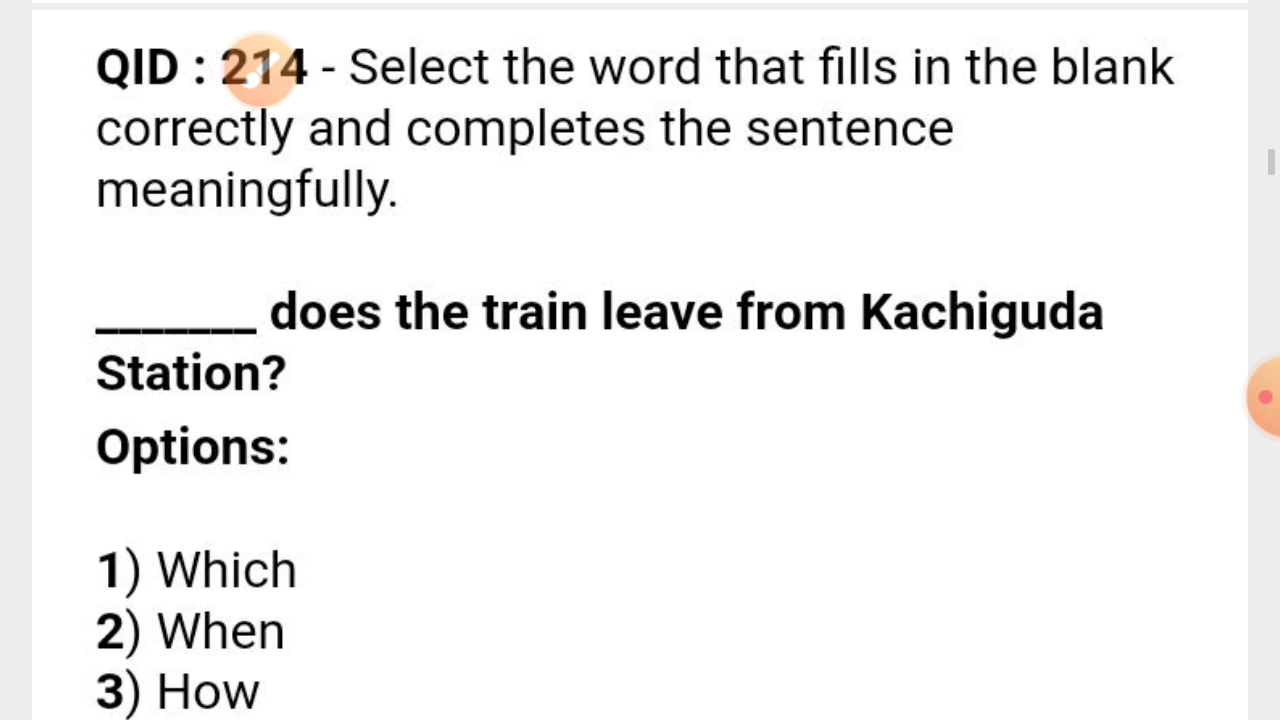 QID : 214 - Select the word that fills in the blank
correctly and completes the sentence
meaningfully.
_______ does the train leave from Kachiguda
Station?
Options:
1) Which
2) When
3) How